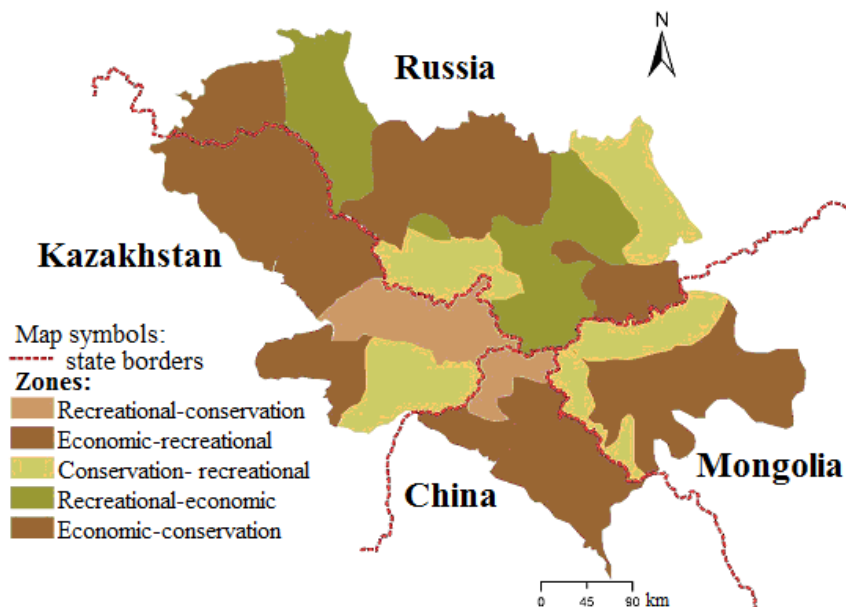 N
Russia
Kazakhstan
Map symbols:
state borders
Zones:
Recreational-conservation
Economic-recreational
Conservation- recreational
Recreational-economic
Economic-conservation
China
Mongolia
0 45 90 km